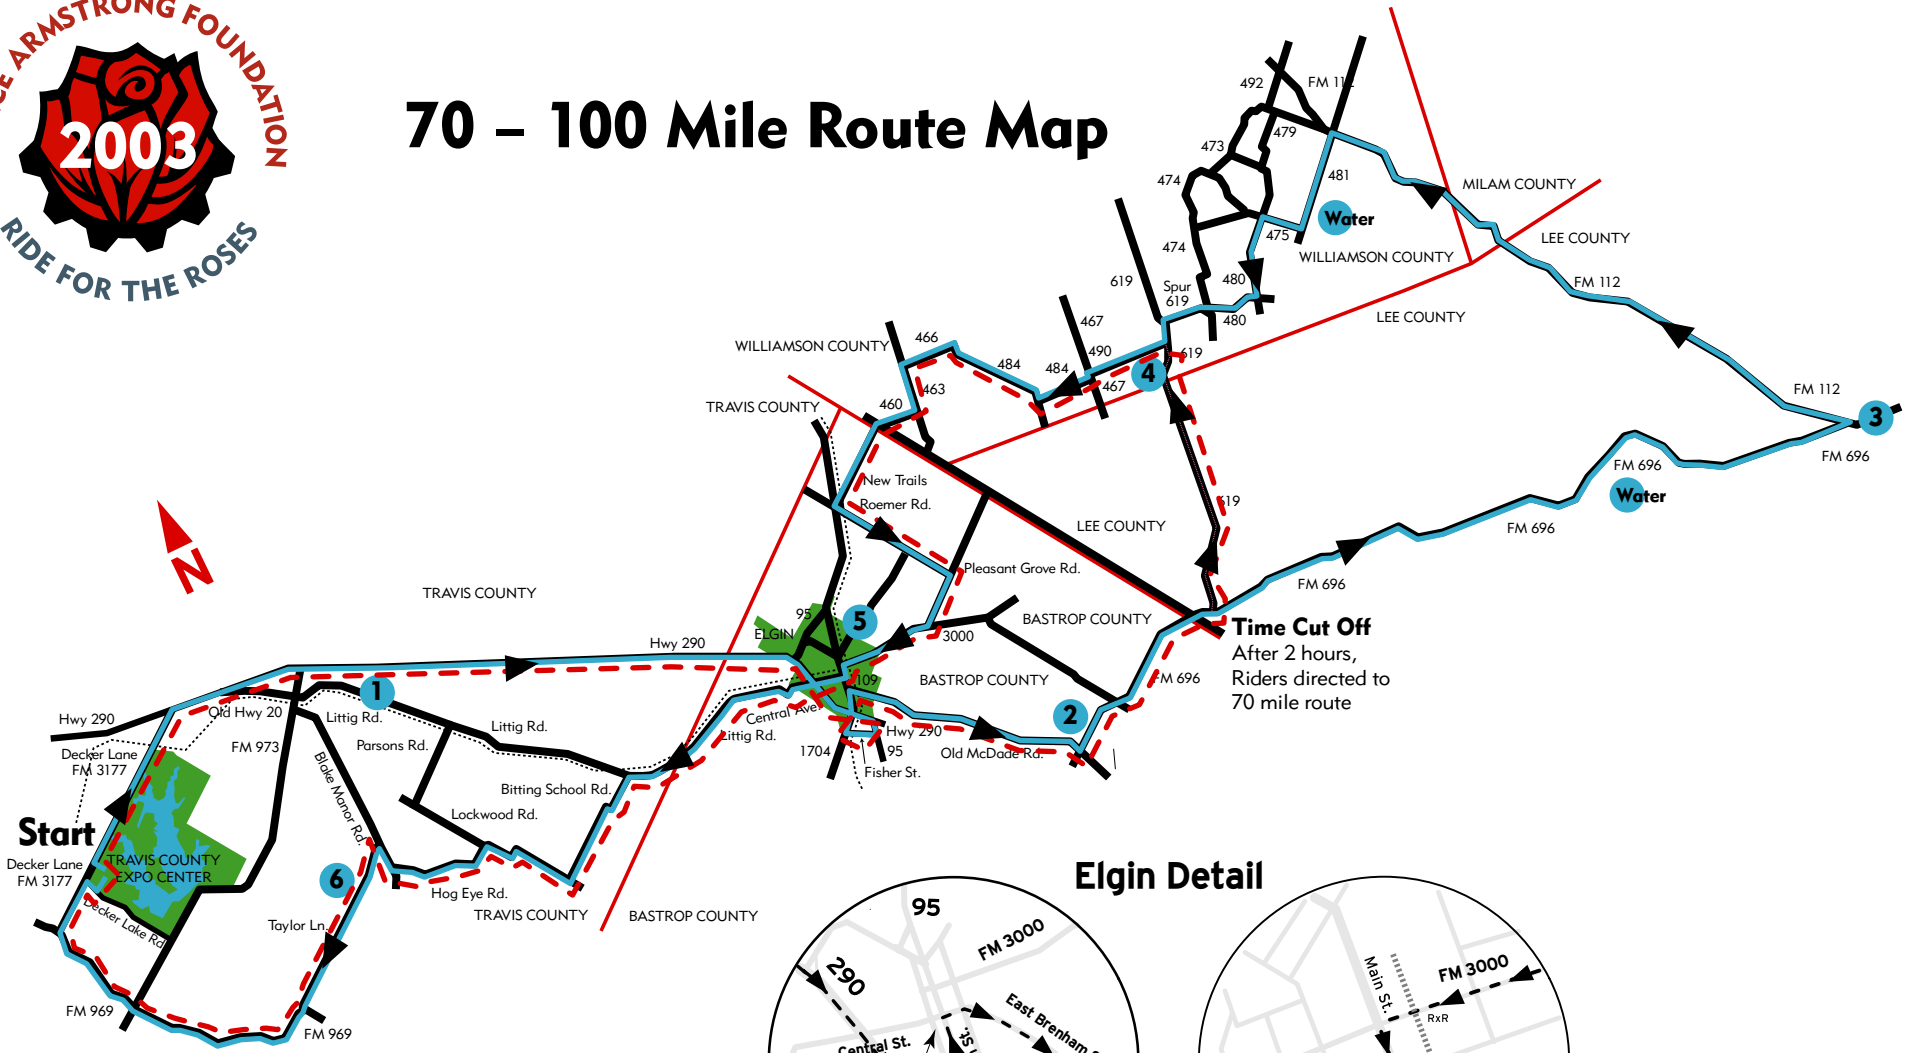 ARMSTRONG FOUNDATION
2003
RIDE FOR THE ROSES
70 – 100 Mile Route Map
492
FM 112
479
473
474
481
MILAM COUNTY
Water
475
LEE COUNTY
474
WILLIAMSON COUNTY
619
480
FM 112
Spur
619
480
LEE COUNTY
467
466
WILLIAMSON COUNTY
490
619
484
484
4
467
463
FM 112
460
TRAVIS COUNTY
3
FM 696
FM 696
New Trails
Water
Roemer Rd.
619
LEE COUNTY
FM 696
N
Pleasant Grove Rd.
FM 696
TRAVIS COUNTY
95
5
BASTROP COUNTY
ELGIN
3000
Hwy 290
Time Cut Off
After 2 hours,
Riders directed to
70 mile route
BASTROP COUNTY
FM 696
109
1
Old Hwy 20
Littig Rd.
Central Ave.
2
Hwy 290
Littig Rd.
Littig Rd.
Hwy 290
FM 973
Parsons Rd.
1704
95
Old McDade Rd.
Decker Lane
FM 3177
Fisher St.
Blake Manor Rd.
Bitting School Rd.
Lockwood Rd.
Start
Decker Lane
FM 3177
TRAVIS COUNTY
EXPO CENTER
6
Hog Eye Rd.
Decker Lake Rd.
Taylor Ln.
TRAVIS COUNTY
BASTROP COUNTY
FM 969
FM 969
Elgin Detail
95
FM 3000
290
East Brenham
Central St.
St.
Main St.
FM 3000
RxR